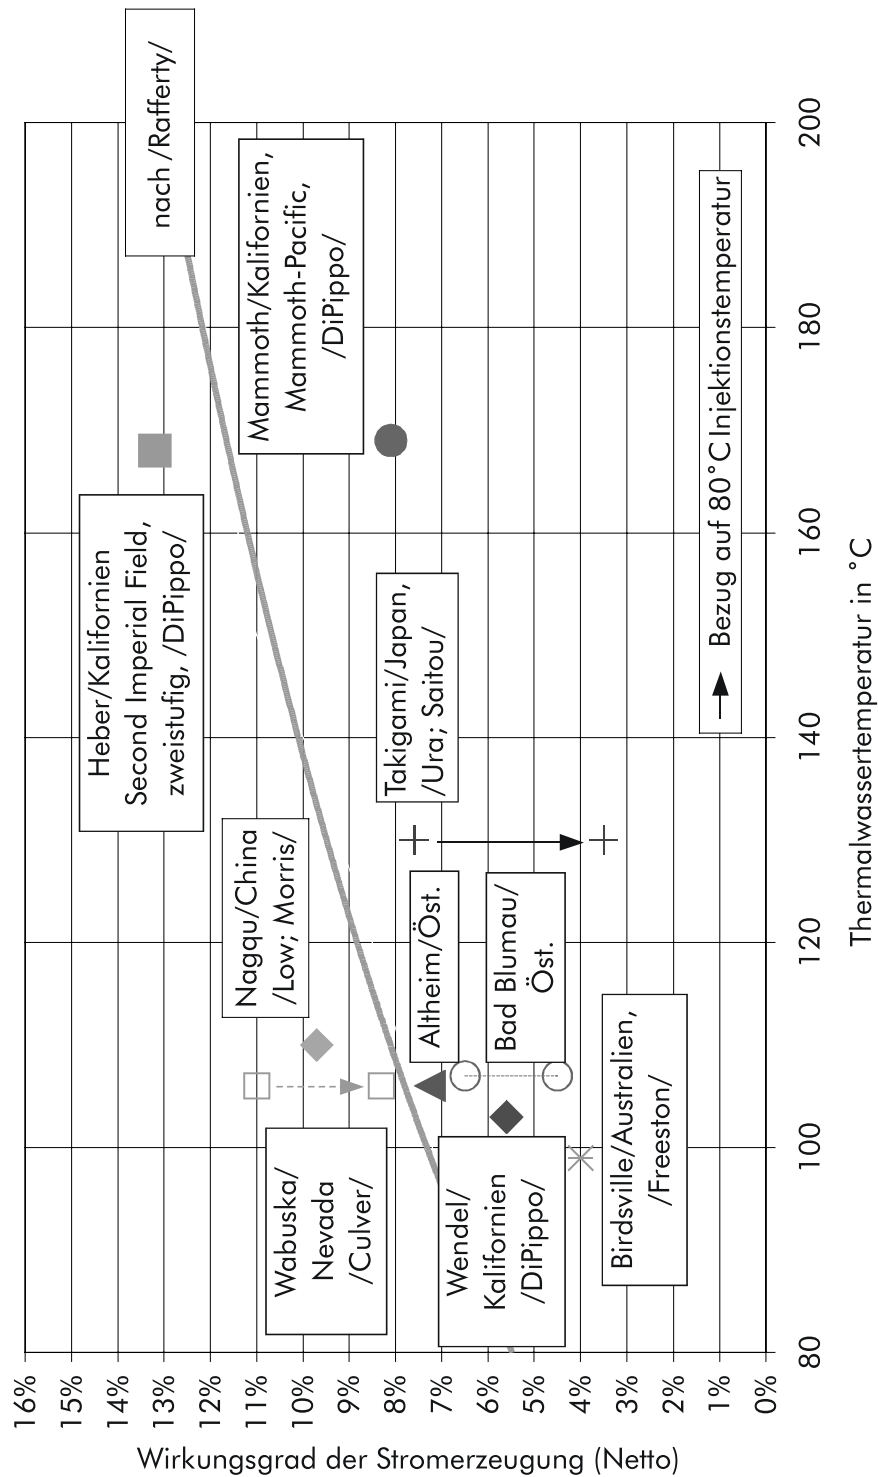 Wirkungsgrad der Stromerzeugung (Netto)
16%
15%
14%
13%
12%
11%
10%
9%
8%
7%
6%
5%
4%
3%
2%
1%
0%
nach /Rafferty/
Heber/Kalifornien
Second Imperial Field,
zweistufig, /DiPippo/
Mammoth/Kalifornien,
Mammoth-Pacific,
/DiPippo/
Nagqu/China
/Low; Morris/
Wabuska/
Nevada
/Culver/
Takigami/Japan,
/Ura; Saitou/
Altheim/Öst.
Bad Blumau/
Öst.
Wendel/
Kalifornien
/DiPippo/
Birdsville/Australien,
/Freeston/
Bezug auf 80˚CInjektionstemperatur
80
100
120
140
160
180
200
Thermalwassertemperatur in ˚C